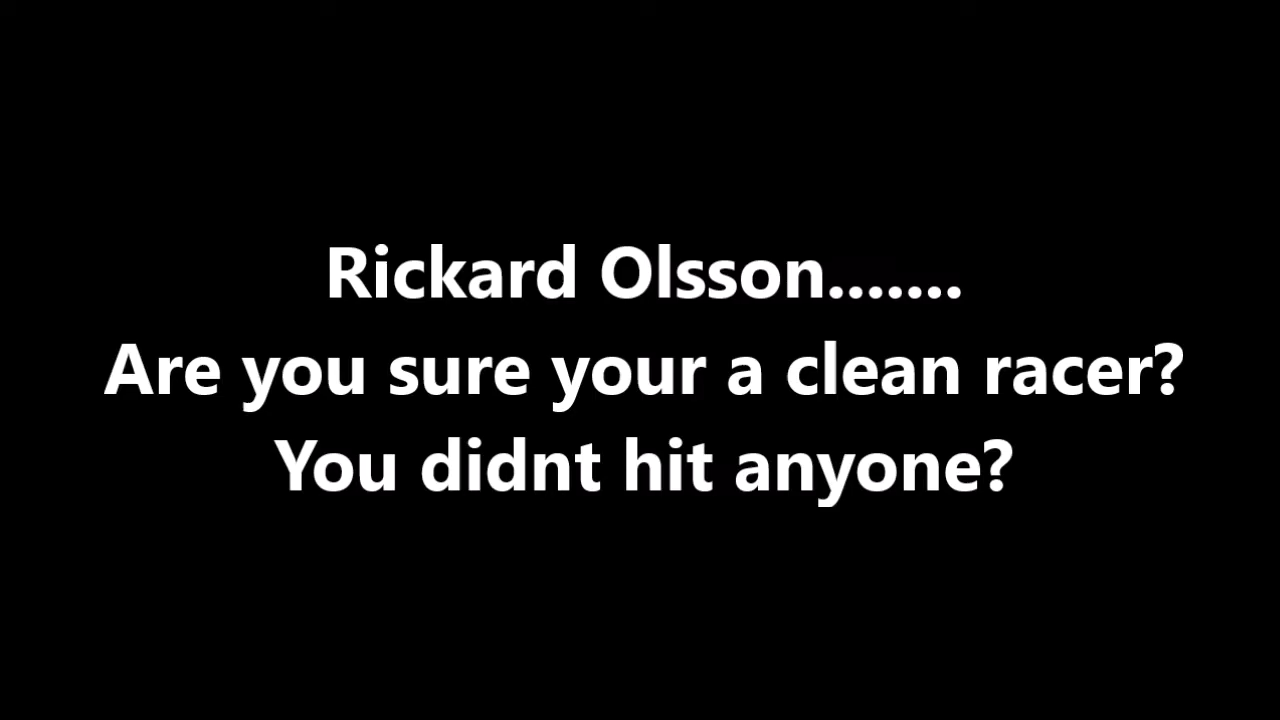 Rickard Olsson.......
Are you sure your a clean racer?
You didnt hit anyone?